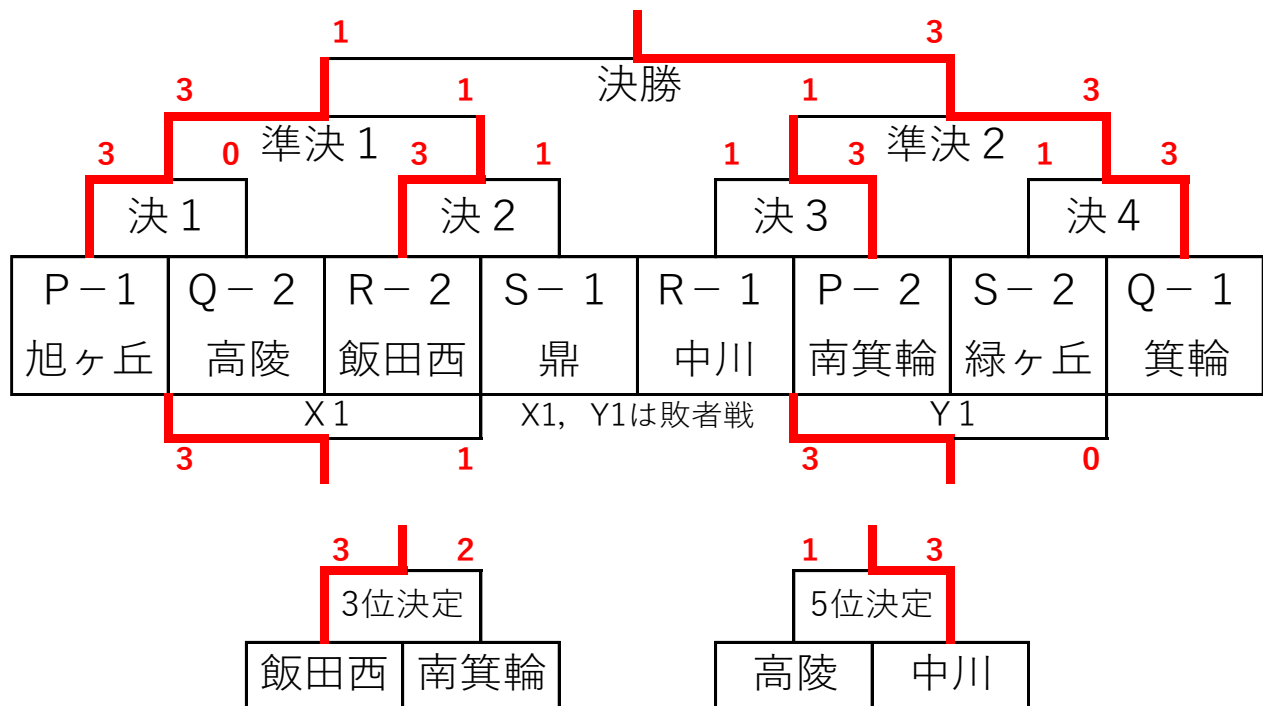 1 3
決勝
3 1 1 3
準決１ 準決２
3 0 3 1 1 3 1 3
決１ 決２ 決３ 決４
P－1 Q－2 R－2 S－1 R－1 P－2 S－2 Q－1
旭ヶ丘 高陵 飯田西 鼎 中川 南箕輪 緑ヶ丘 箕輪
X1 X1，Y1は敗者戦 Y1
3 1 3 0
3 2 1 3
3位決定 5位決定
飯田西 南箕輪 高陵 中川